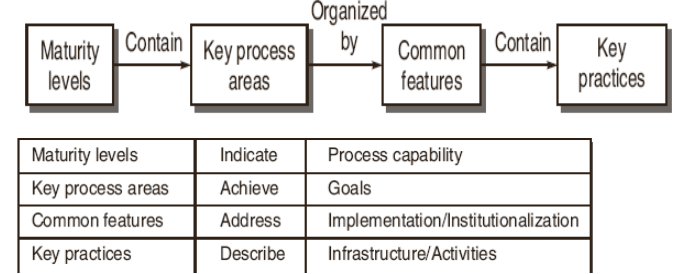 Maturity levels
Contain
Key process areas
Organized by
Common features
Contain
Key practices
Maturity levels Indicate Process capability
Key process areas Achieve Goals
Common features Address Implementation/Institutionalization
Key practices Describe Infrastructure/Activities